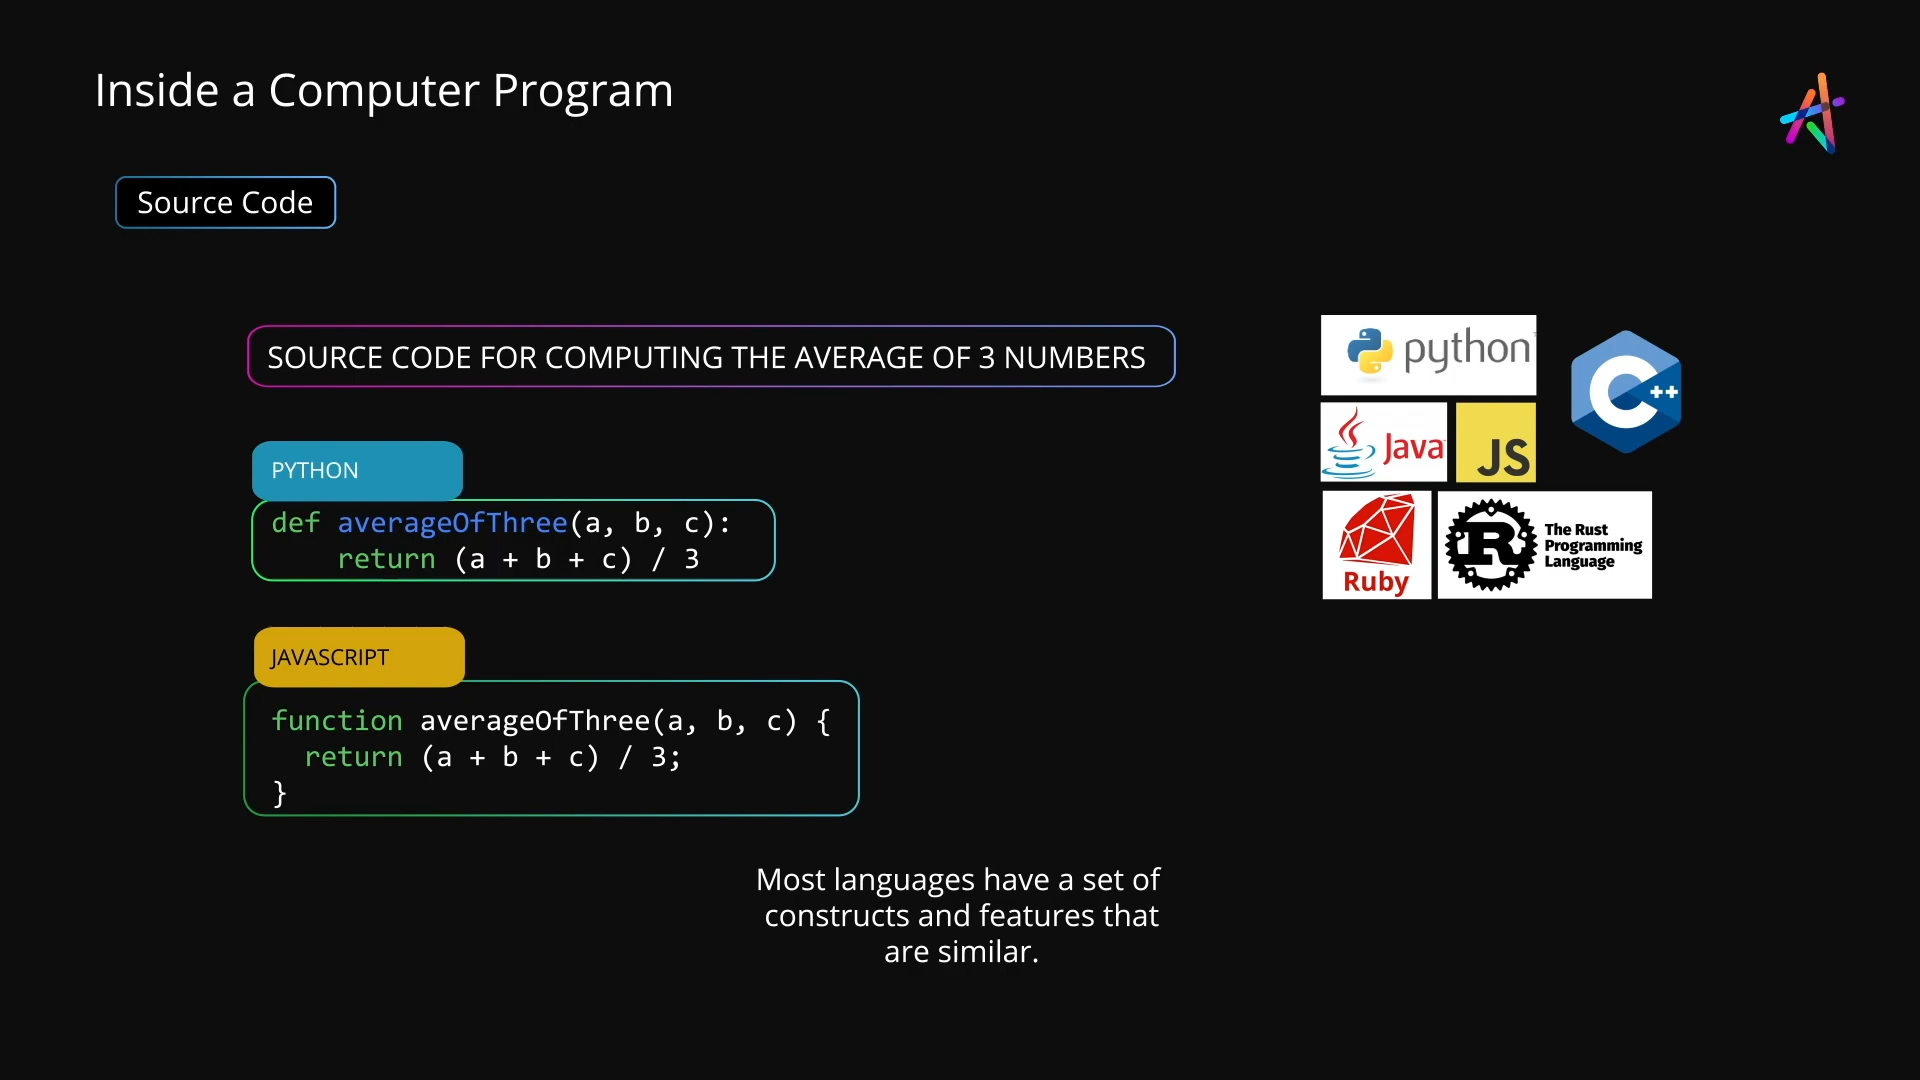 Inside a Computer Program
Source Code
SOURCE CODE FOR COMPUTING THE AVERAGE OF 3 NUMBERS
PYTHON
def averageOfThree(a, b, c):
    return (a + b + c) / 3
JAVASCRIPT
function averageOfThree(a, b, c) {
  return (a + b + c) / 3;
}
Most languages have a set of
constructs and features that
are similar.
python
C++
Java
JS
Ruby
R
The Rust
Programming
Language